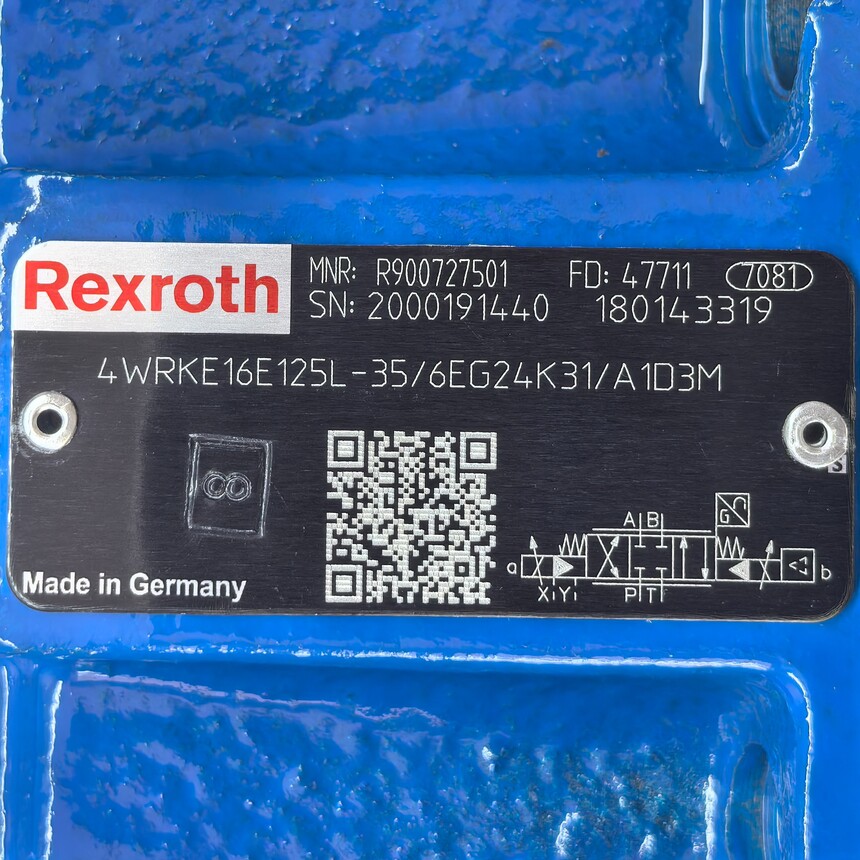 Rexroth
MNR: R900727501 FD: 47711 7081
SN: 2000191440 180143319
4WRKE16E125L-35/6EG24K31/A1D3M
Made in Germany
G
A B
a b
X Y P T
S